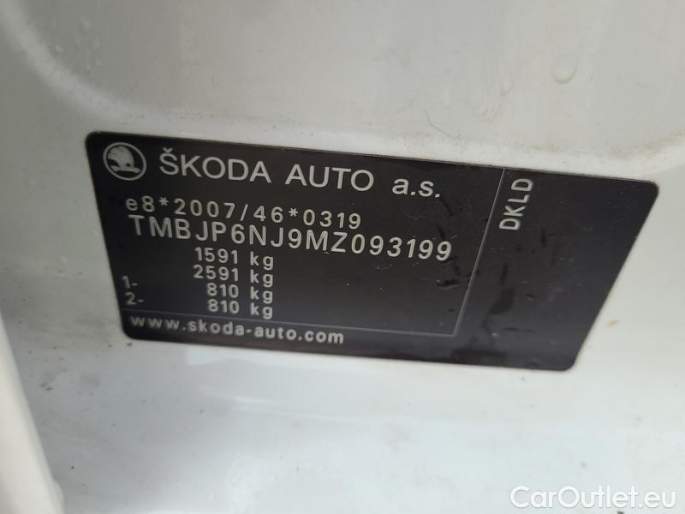 ŠKODA AUTO a.s.
e8*2007/46*0319
TMBJP6NJ9MZ093199
1591 kg
2591 kg
1- 810 kg
2- 810 kg
www.skoda-auto.com
DKLD
CarOutlet.eu